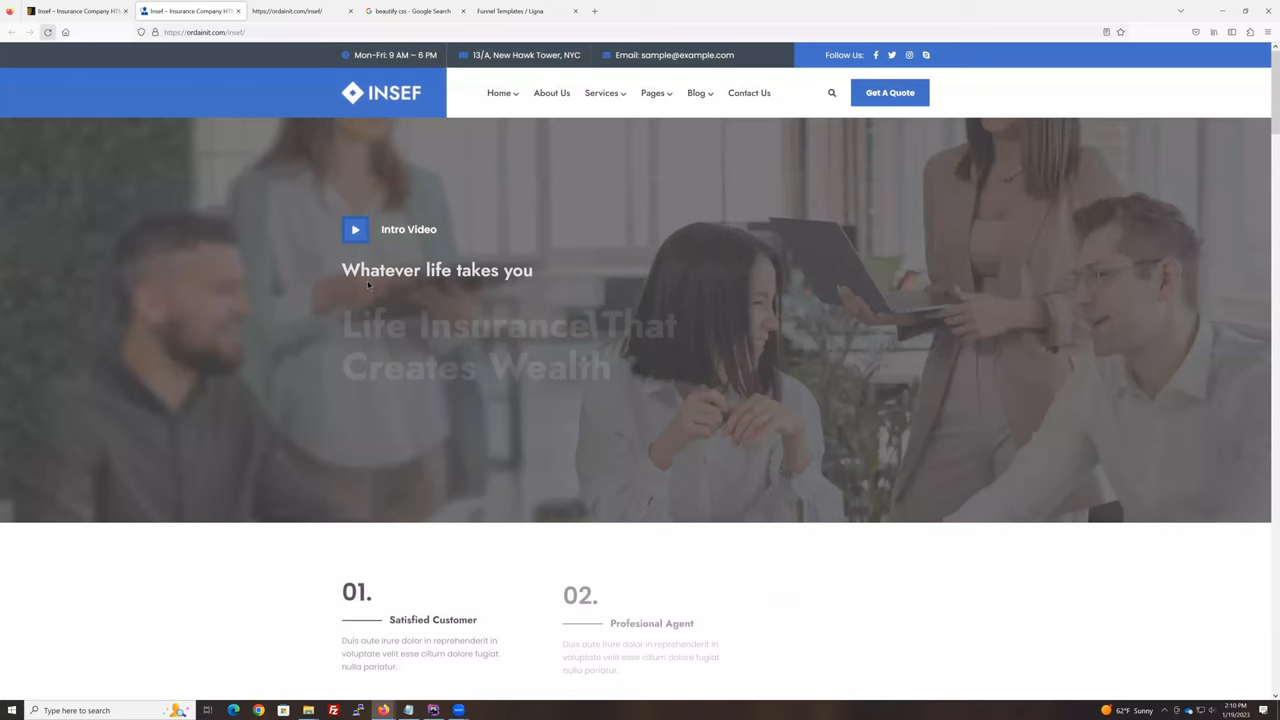 Insef – Insurance Company HTM
Insef – Insurance Company HTM
https://ordainit.com/insef/
beautify css - Google Search
Funnel Templates / Ligna
https://ordainit.com/insef/
Mon-Fri: 9 AM – 6 PM
13/A, New Hawk Tower, NYC
Email: sample@example.com
Follow Us:
INSEF
Home
About Us
Services
Pages
Blog
Contact Us
Get A Quote
Intro Video
Whatever life takes you
Life Insurance That
Creates Wealth
01.
Satisfied Customer
Duis aute irure dolor in reprehenderit in
voluptate velit esse cillum dolore fugiat
nulla pariatur.
02.
Profesional Agent
Duis aute irure dolor in reprehenderit in
voluptate velit esse cillum dolore fugiat
nulla pariatur.
Type here to search
62°F Sunny
2:10 PM
1/19/2023